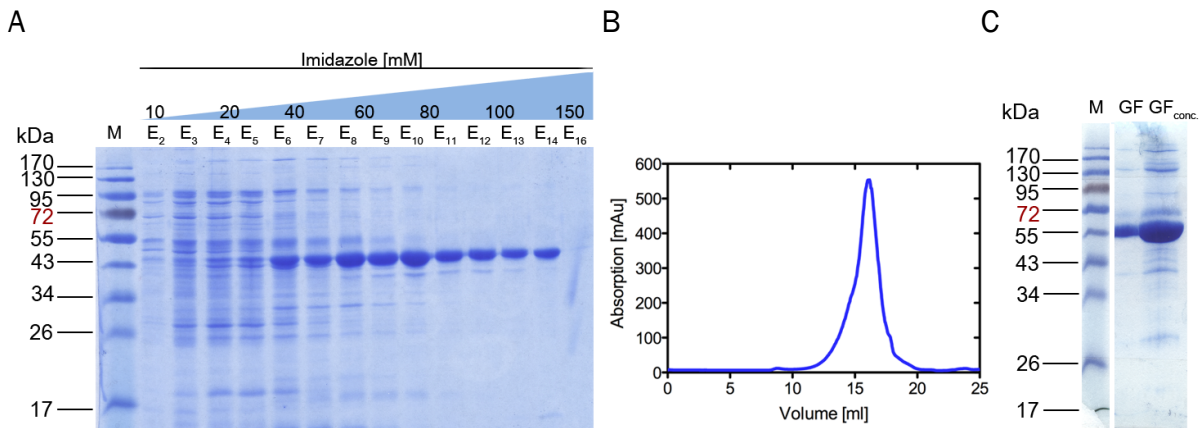 A
B
C
Imidazole [mM]
10 20 40 60 80 100 150
kDa M E2 E3 E4 E5 E6 E7 E8 E9 E10 E11 E12 E13 E14 E16
170
130
95
72
55
43
34
26
17
600
500
400
300
200
100
0
Absorption [mAu]
0 5 10 15 20 25
Volume [ml]
kDa M GF GFconc.
170
130
95
72
55
43
34
26
17